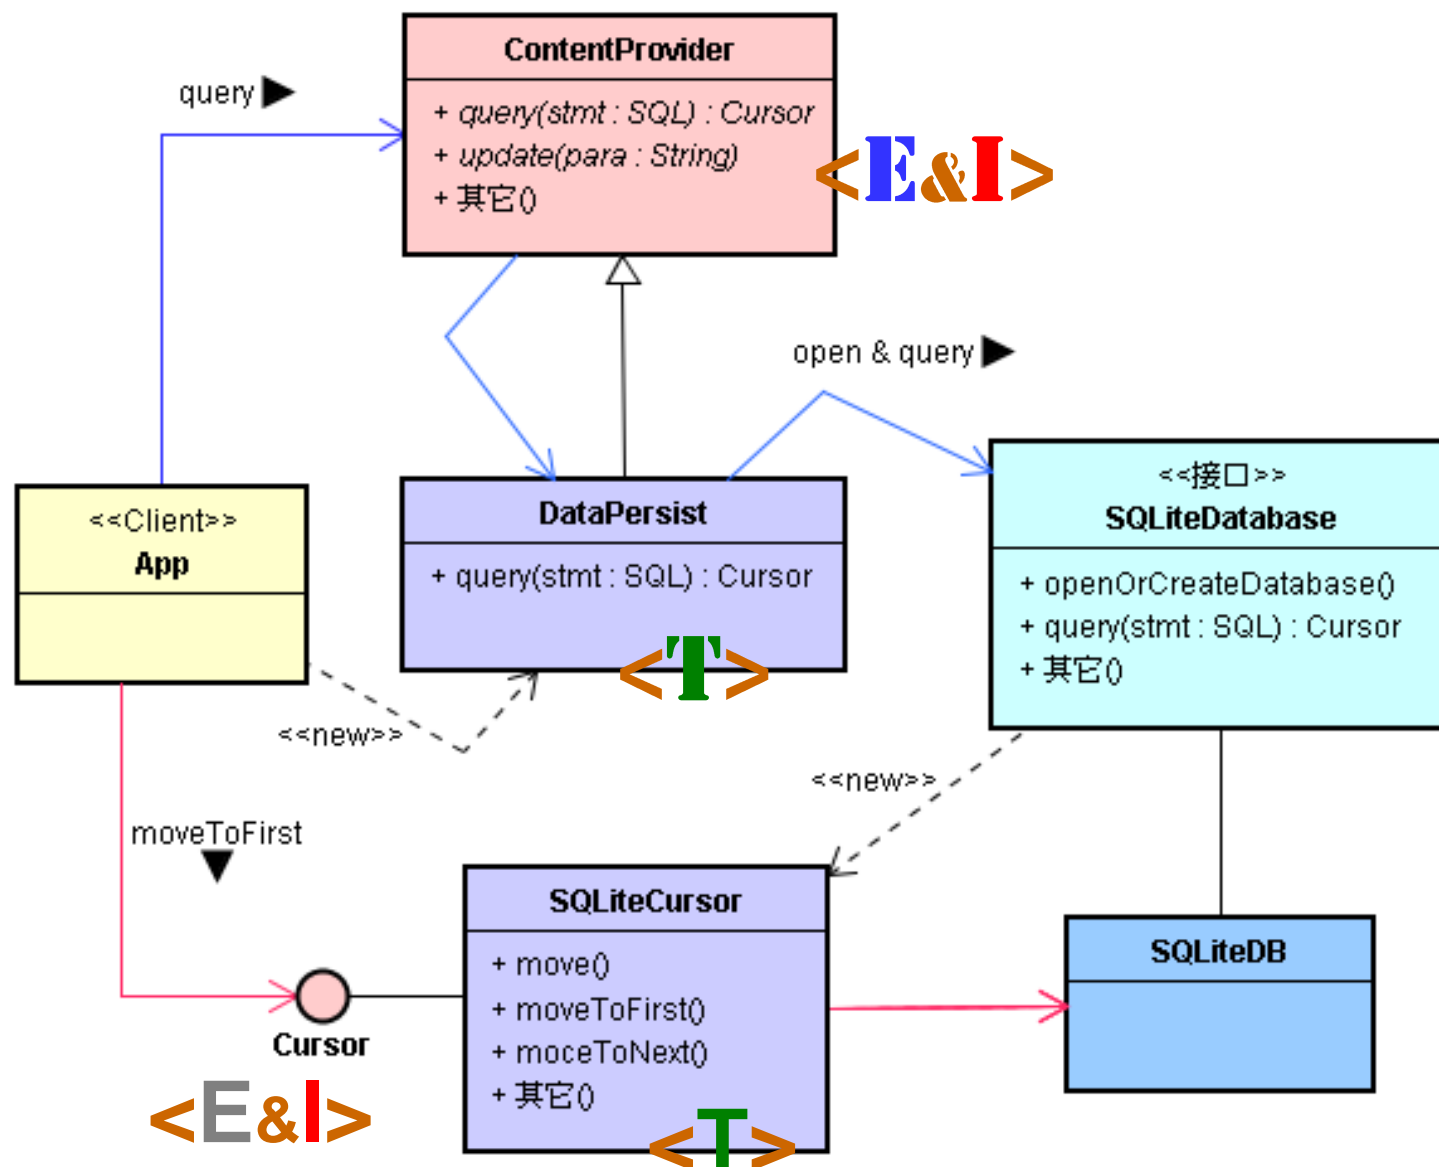 ContentProvider
query
+ query(stmt : SQL) : Cursor
+ update(para : String)
+ 其它()
<E&I>
open & query
<<Client>>
App
DataPersist
+ query(stmt : SQL) : Cursor
<T>
<<接口>>
SQLiteDatabase
+ openOrCreateDatabase()
+ query(stmt : SQL) : Cursor
+ 其它()
<<new>>
<<new>>
moveToFirst
SQLiteCursor
+ move()
+ moveToFirst()
+ moceToNext()
+ 其它()
<T>
SQLiteDB
Cursor
<E&I>